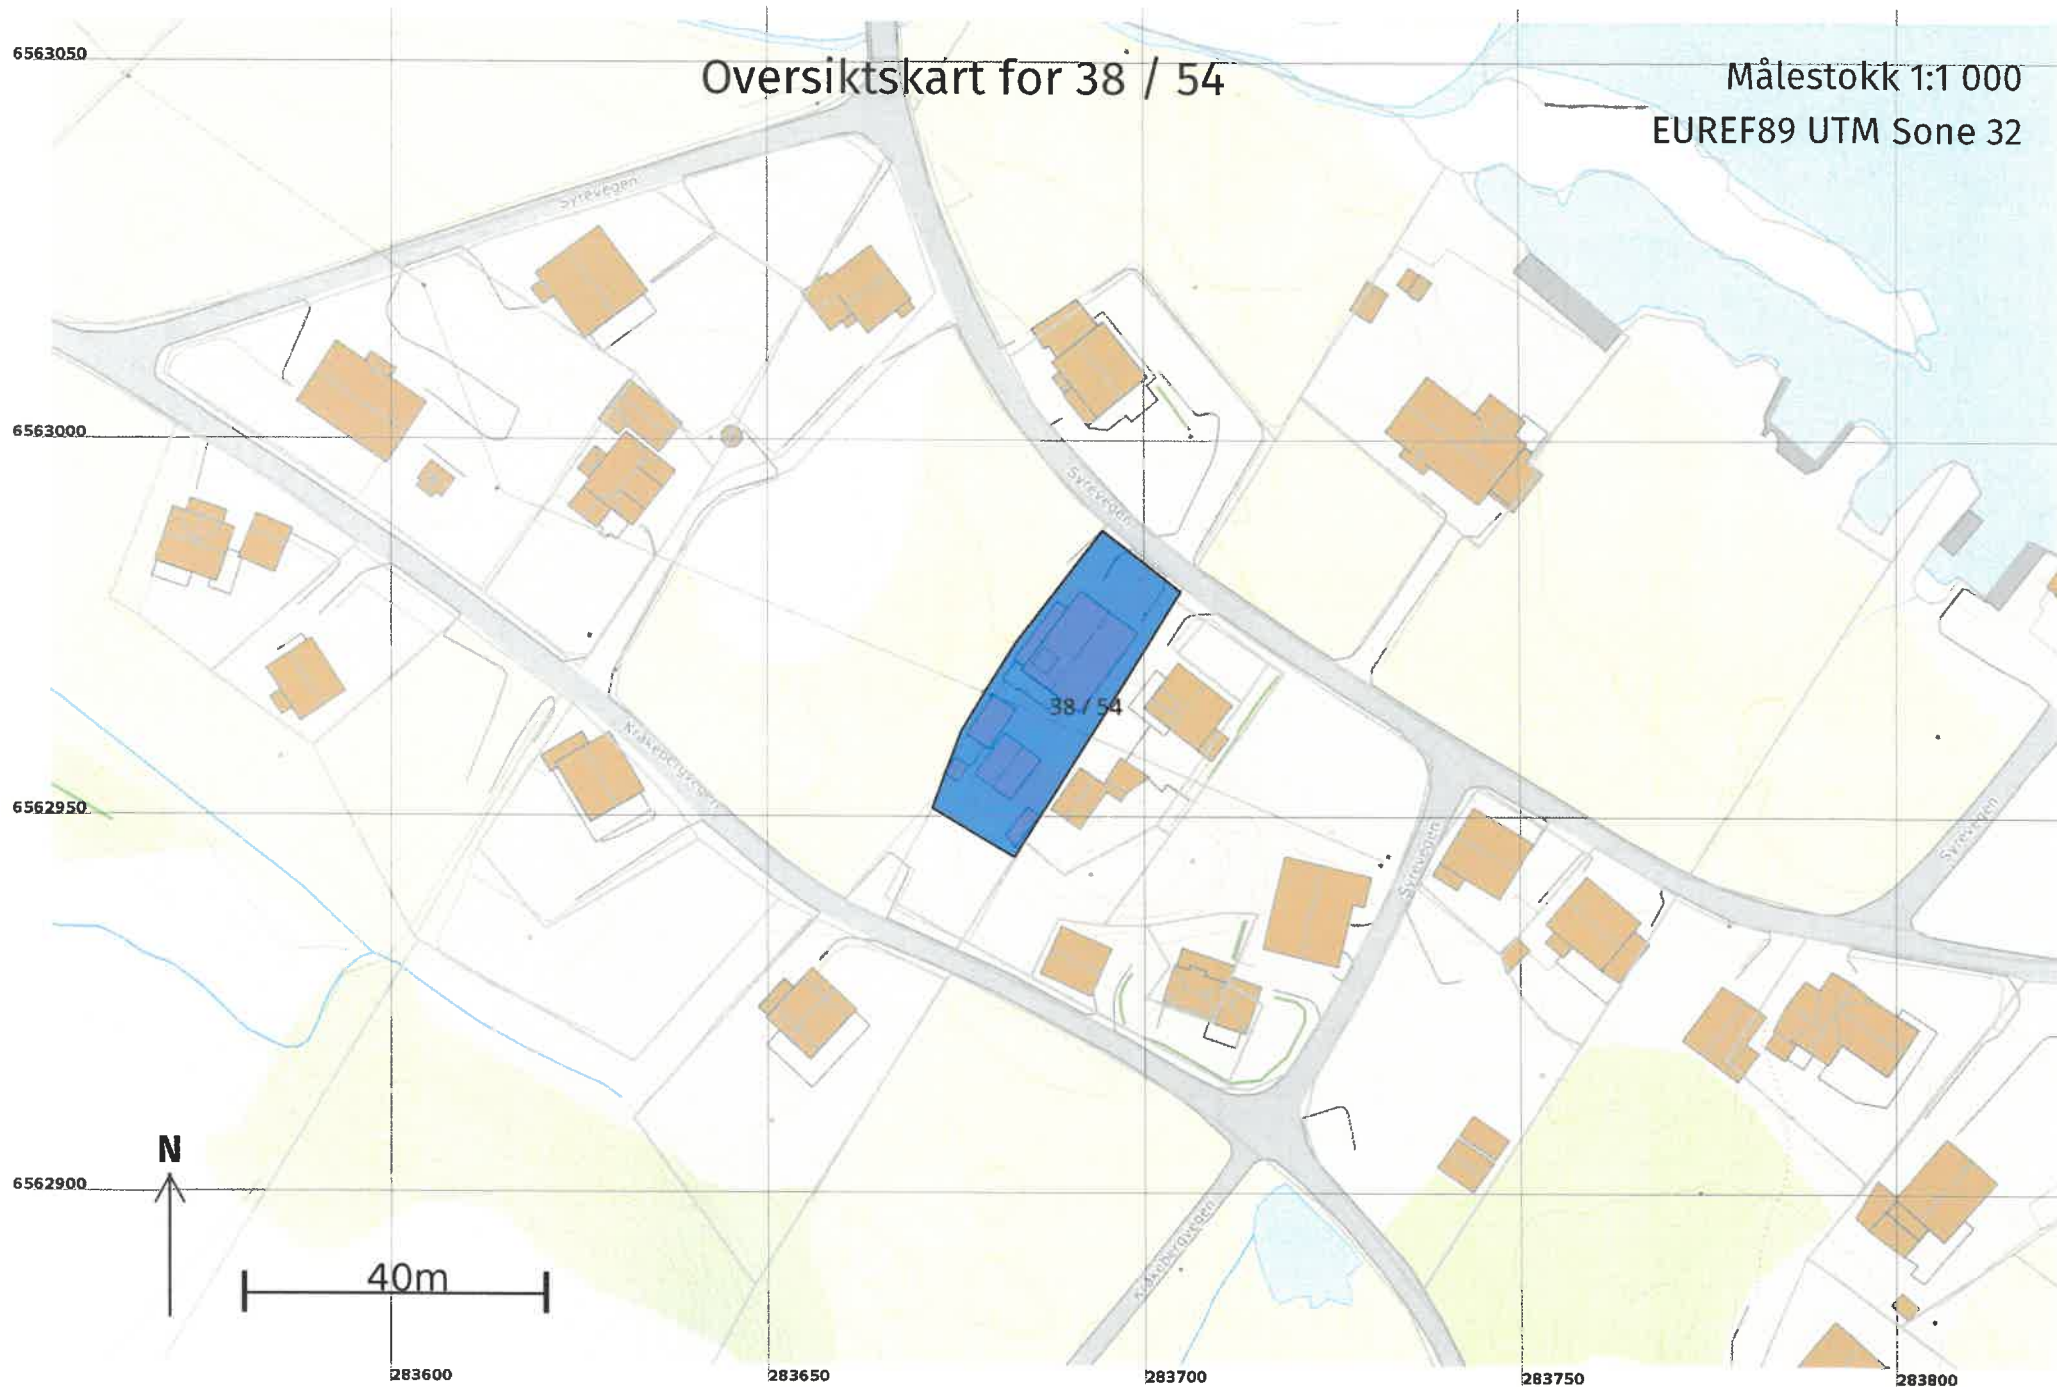 6563050
Oversiktskart for 38 / 54
Målestokk 1:1 000
EUREF89 UTM Sone 32
Syrevegen
6563000
Syrevegen
38 / 54
Kråkebergvegen
6562950
Syrevegen
Syrevegen
N
6562900
Kråkebergvegen
40m
283600
283650
283700
283750
283800